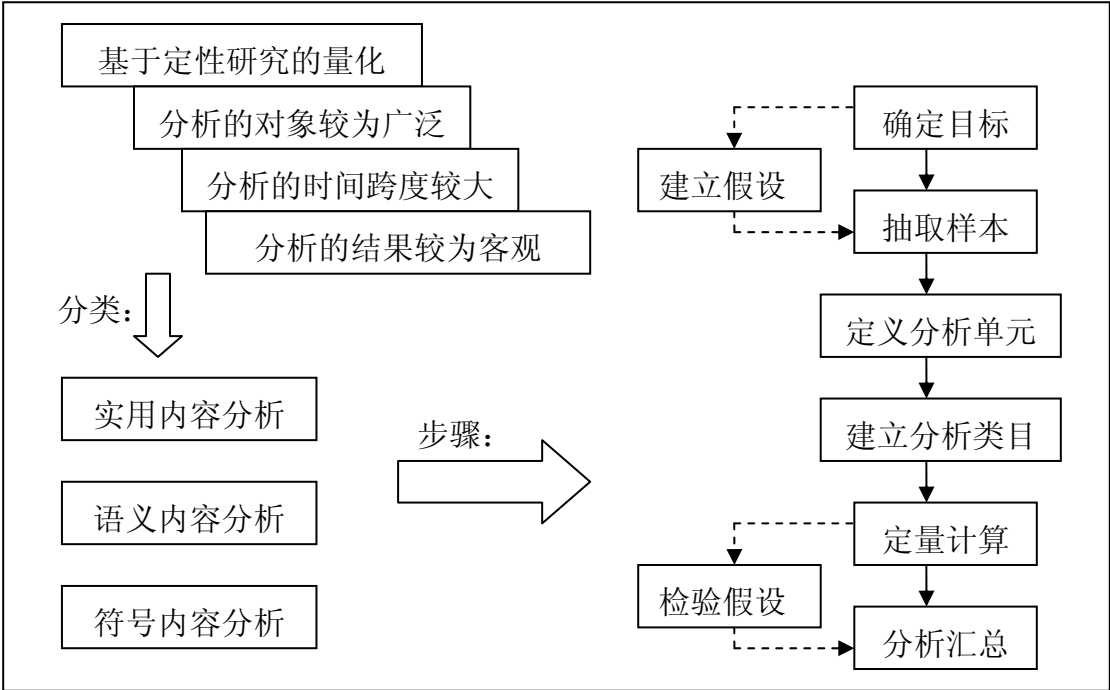 基于定性研究的量化
分析的对象较为广泛
分析的时间跨度较大
分析的结果较为客观
分类：
实用内容分析
语义内容分析
符号内容分析
步骤：
确定目标
建立假设
抽取样本
定义分析单元
建立分析类目
定量计算
检验假设
分析汇总